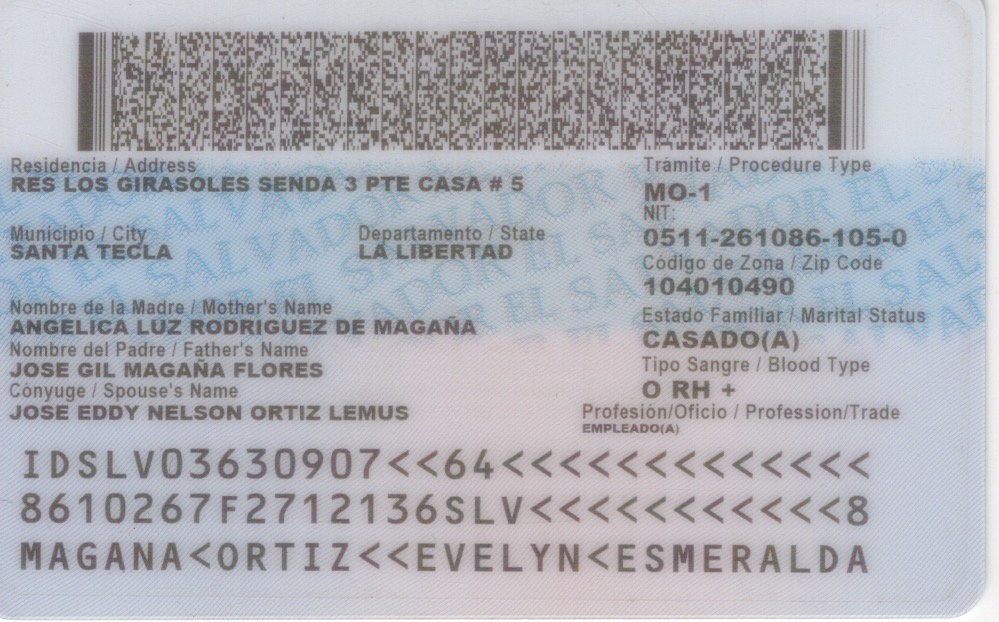 Residencia / Address
RES LOS GIRASOLES SENDA 3 PTE CASA # 5
Trámite / Procedure Type
MO-1
NIT:
0511-261086-105-0
Municipio / City
SANTA TECLA
Departamento / State
LA LIBERTAD
Código de Zona / Zip Code
104010490
Nombre de la Madre / Mother's Name
ANGELICA LUZ RODRIGUEZ DE MAGAÑA
Estado Familiar / Marital Status
CASADO(A)
Nombre del Padre / Father's Name
JOSE GIL MAGAÑA FLORES
Tipo Sangre / Blood Type
O RH +
Cónyuge / Spouse's Name
JOSE EDDY NELSON ORTIZ LEMUS
Profesión/Oficio / Profession/Trade
EMPLEADO(A)
IDSLV03630907<<64<<<<<<<<<<<<<
8610267F2712136SLV<<<<<<<<<<<8
MAGANA<ORTIZ<<EVELYN<ESMERALDA